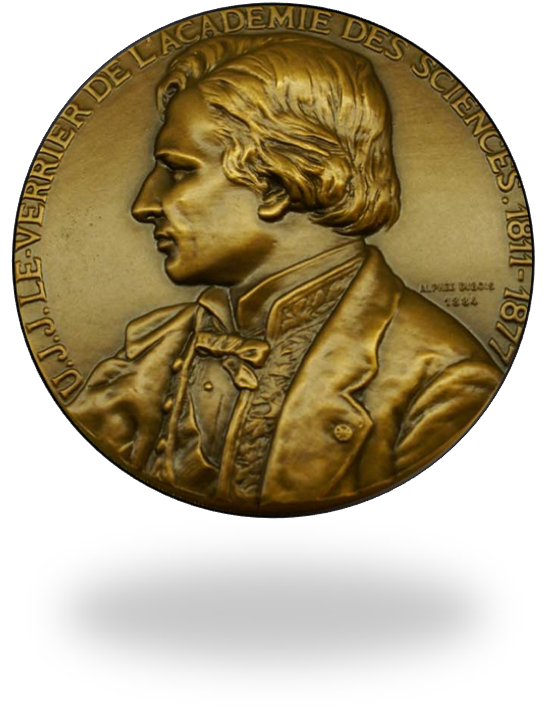 U.J.J.LE·VERRIER DE L'ACADEMIE DES SCIENCES.1811-1877
ALPHEE DUBOIS
1884